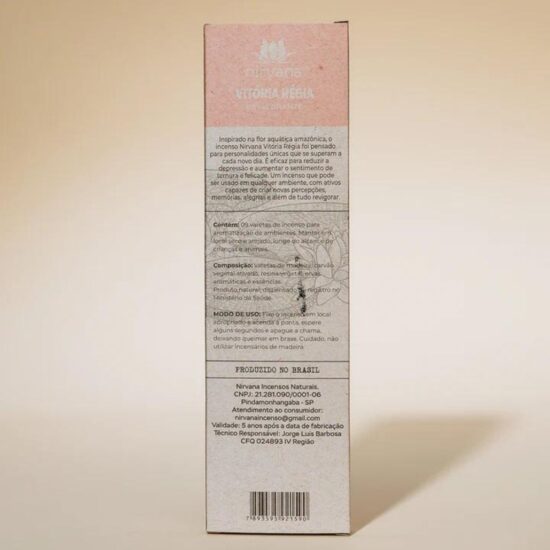 nirvana
VITÓRIA RÉGIA
Inspirado na flor aquática amazônica, o
incenso Nirvana Vitória Régia foi pensado
para personalidades únicas que se superam a
cada novo dia. É eficaz para reduzir a
depressão e aumentar o sentimento de
ternura e felicade. Um incenso que pode
ser usado em qualquer ambiente, com ativos
capazes de criar novas percepções,
memórias, alegrias e além de tudo revigorar.
Contém: 09 varetas de incenso para
aromatização de ambientes. Manter em
local seco e arejado, longe do alcance de
crianças e animais.
Composição: varetas de madeira, carvão
vegetal ativado, resina vegetal, ervas
aromáticas e essências.
Produto natural, dispensado de registro no
Ministério da Saúde.
MODO DE USO: Fixe o incenso em local
apropriado e acenda a ponta, espere
alguns segundos e apague a chama,
deixando queimar em brasa. Cuidado, não
utilizar incensários de madeira.
PRODUZIDO NO BRASIL
Nirvana Incensos Naturais.
CNPJ: 21.281.090/0001-06
Pindamonhangaba - SP
Atendimento ao consumidor:
nirvanaincenso@gmail.com
Validade: 5 anos após a data de fabricação
Técnico Responsável: Jorge Luis Barbosa
CFQ 024893 IV Região
7 893595 921390